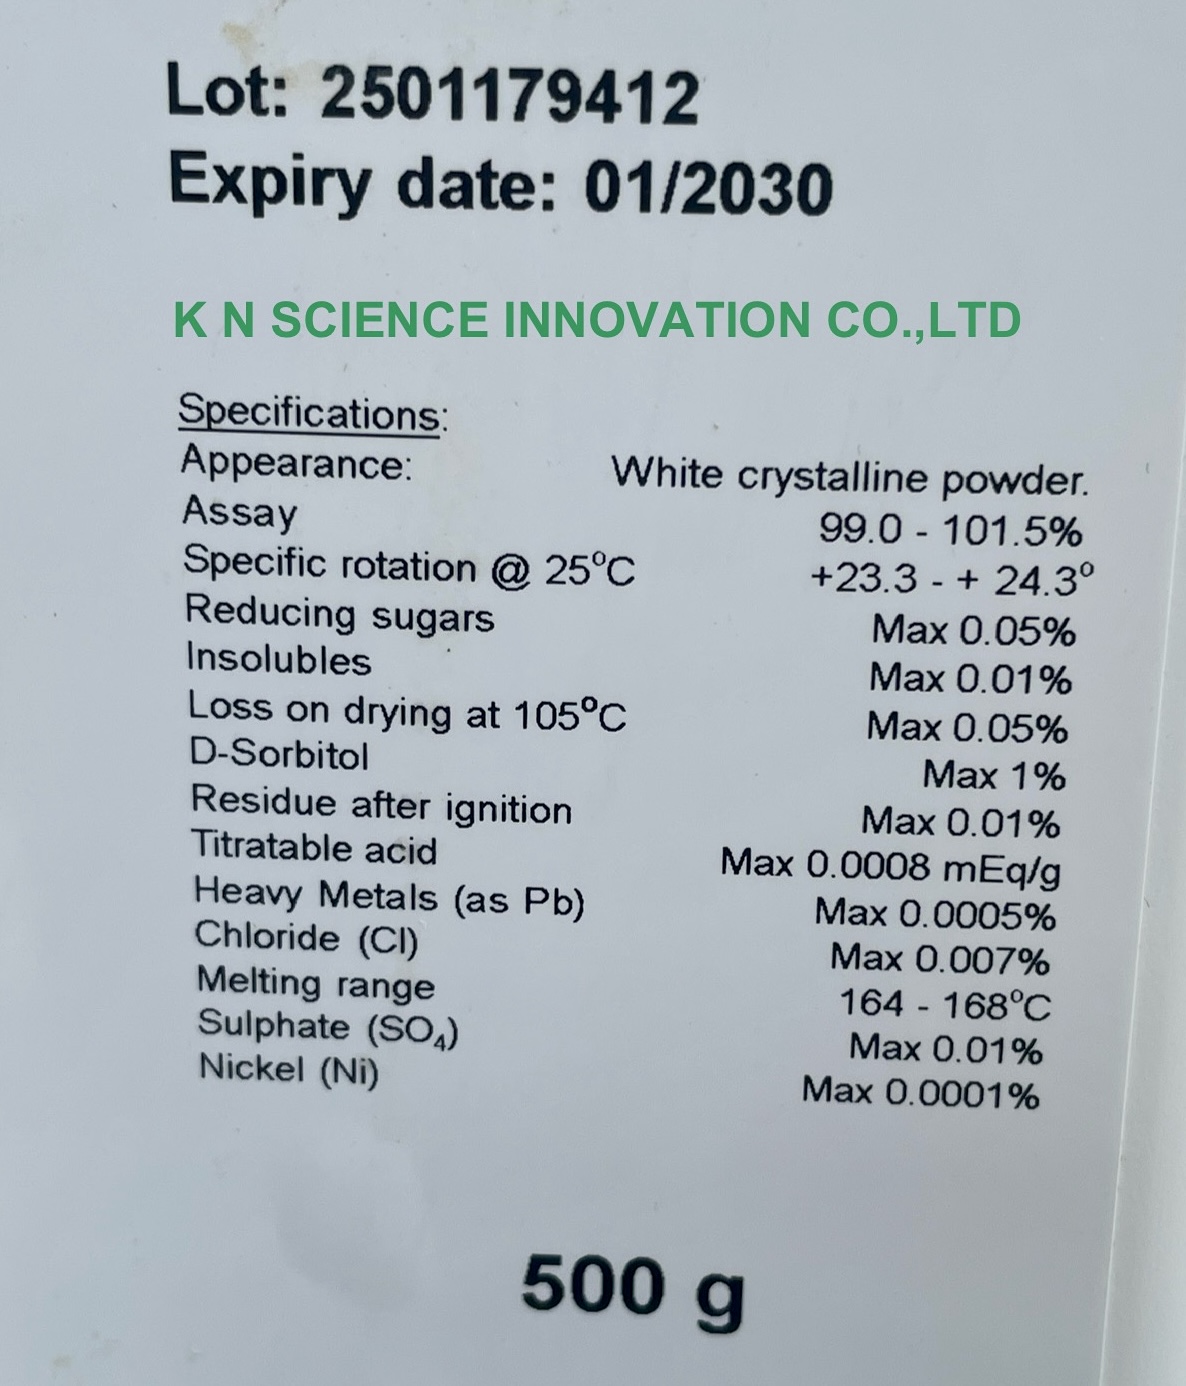 Lot: 2501179412
Expiry date: 01/2030
K N SCIENCE INNOVATION CO.,LTD
Specifications:
Appearance: White crystalline powder.
Assay 99.0 - 101.5%
Specific rotation @ 25°C +23.3 - + 24.3°
Reducing sugars Max 0.05%
Insolubles Max 0.01%
Loss on drying at 105°C Max 0.05%
D-Sorbitol Max 1%
Residue after ignition Max 0.01%
Titratable acid Max 0.0008 mEq/g
Heavy Metals (as Pb) Max 0.0005%
Chloride (Cl) Max 0.007%
Melting range 164 - 168°C
Sulphate (SO₄) Max 0.01%
Nickel (Ni) Max 0.0001%
500 g